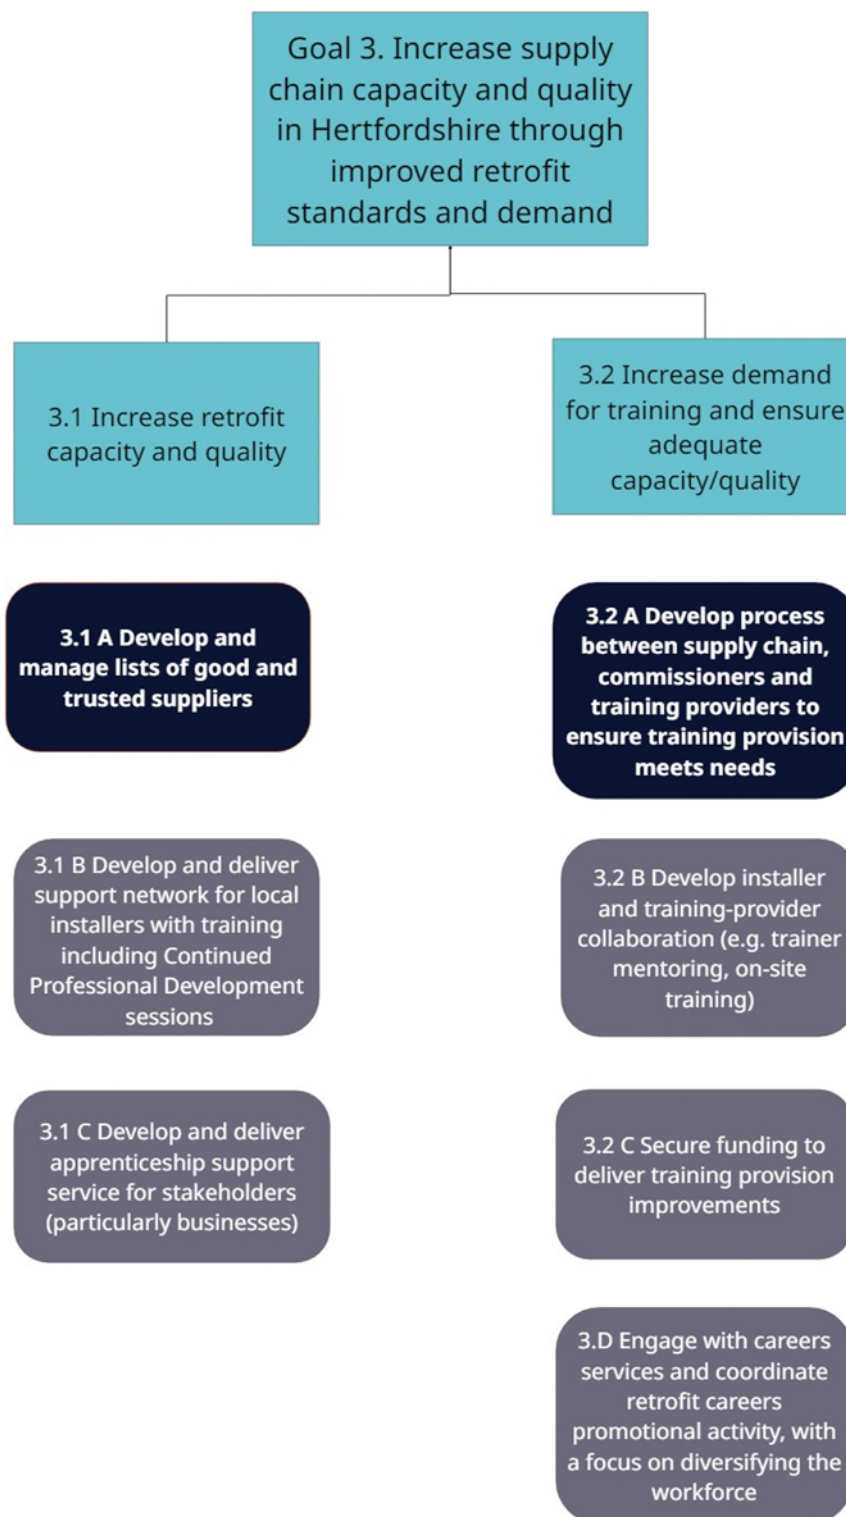 Goal 3. Increase supply
chain capacity and quality
in Hertfordshire through
improved retrofit
standards and demand
3.1 Increase retrofit
capacity and quality
3.2 Increase demand
for training and ensure
adequate
capacity/quality
3.1 A Develop and
manage lists of good and
trusted suppliers
3.2 A Develop process
between supply chain,
commissioners and
training providers to
ensure training provision
meets needs
3.1 B Develop and deliver
support network for local
installers with training
including Continued
Professional Development
sessions
3.2 B Develop installer
and training-provider
collaboration (e.g. trainer
mentoring, on-site
training)
3.1 C Develop and deliver
apprenticeship support
service for stakeholders
(particularly businesses)
3.2 C Secure funding to
deliver training provision
improvements
3.D Engage with careers
services and coordinate
retrofit careers
promotional activity, with
a focus on diversifying the
workforce